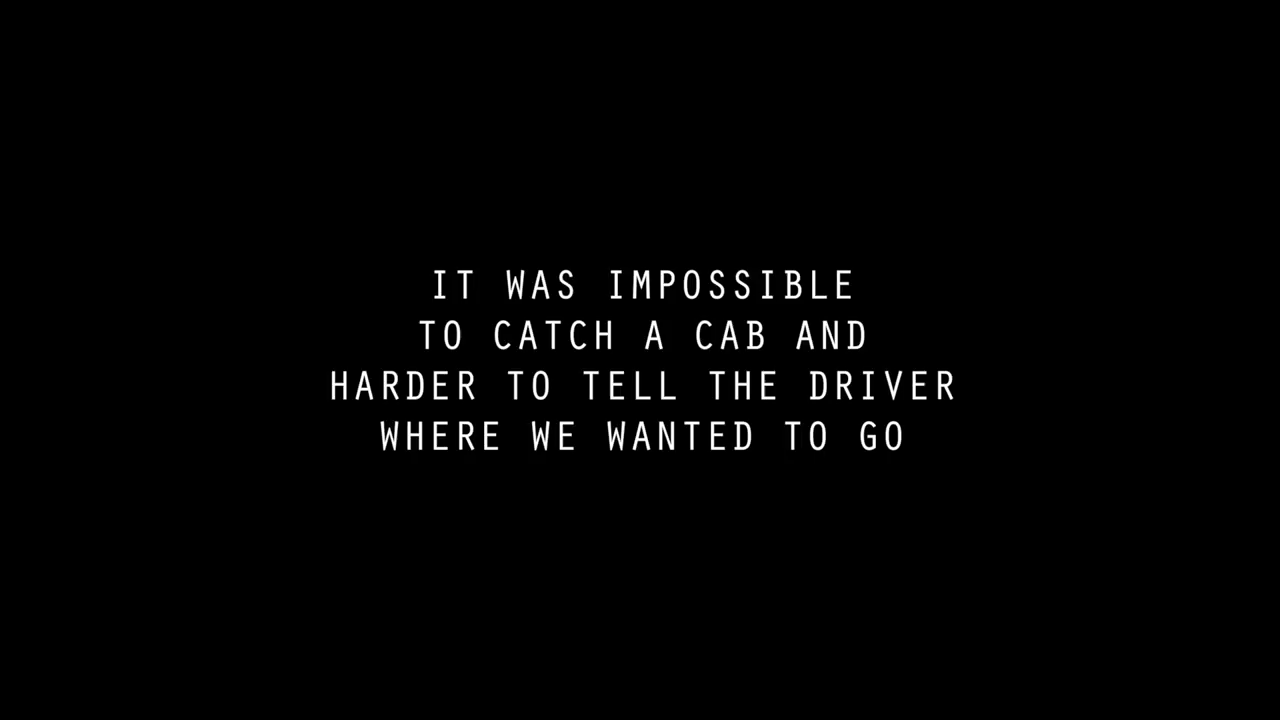 IT WAS IMPOSSIBLE
TO CATCH A CAB AND
HARDER TO TELL THE DRIVER
WHERE WE WANTED TO GO